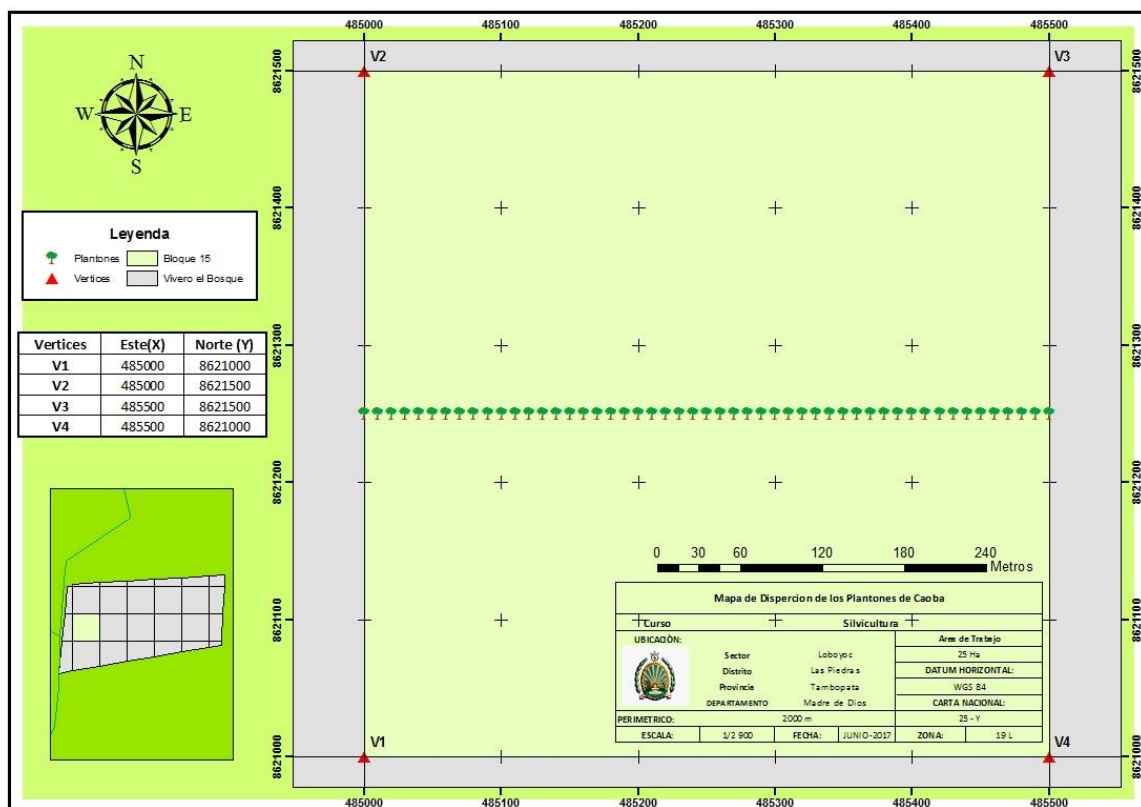 485000 485100 485200 485300 485400 485500
N
W E
S
V2 V3
8621500 8621500
8621400 8621400
8621300 8621300
8621200 8621200
8621100 8621100
8621000 8621000
Leyenda
Plantones Bloque 15
Vertices Vivero el Bosque
Vertices Este(X) Norte (Y)
V1 485000 8621000
V2 485000 8621500
V3 485500 8621500
V4 485500 8621000
0 30 60 120 180 240
Metros
Mapa de Dispercion de los Plantones de Caoba
Curso Silvicultura
UBICACIÒN: Area de Trabajo
Sector Loboyoc 25 Ha
Distrito Las Piedras DATUM HORIZONTAL:
Provincia Tambopata WGS 84
DEPARTAMENTO Madre de Dios CARTA NACIONAL:
PERIMETRICO: 2000 m 25 - Y
ESCALA: 1/2 900 FECHA: JUNIO-2017 ZONA: 19 L
V1 V4
485000 485100 485200 485300 485400 485500